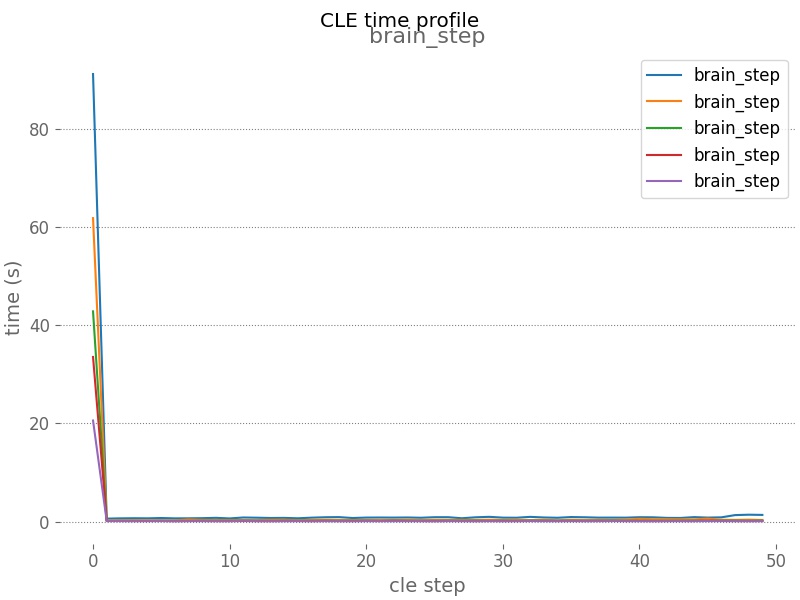 CLE time profile
brain_step
brain_step
brain_step
brain_step
brain_step
brain_step
time (s)
80
60
40
20
0
0 10 20 30 40 50
cle step